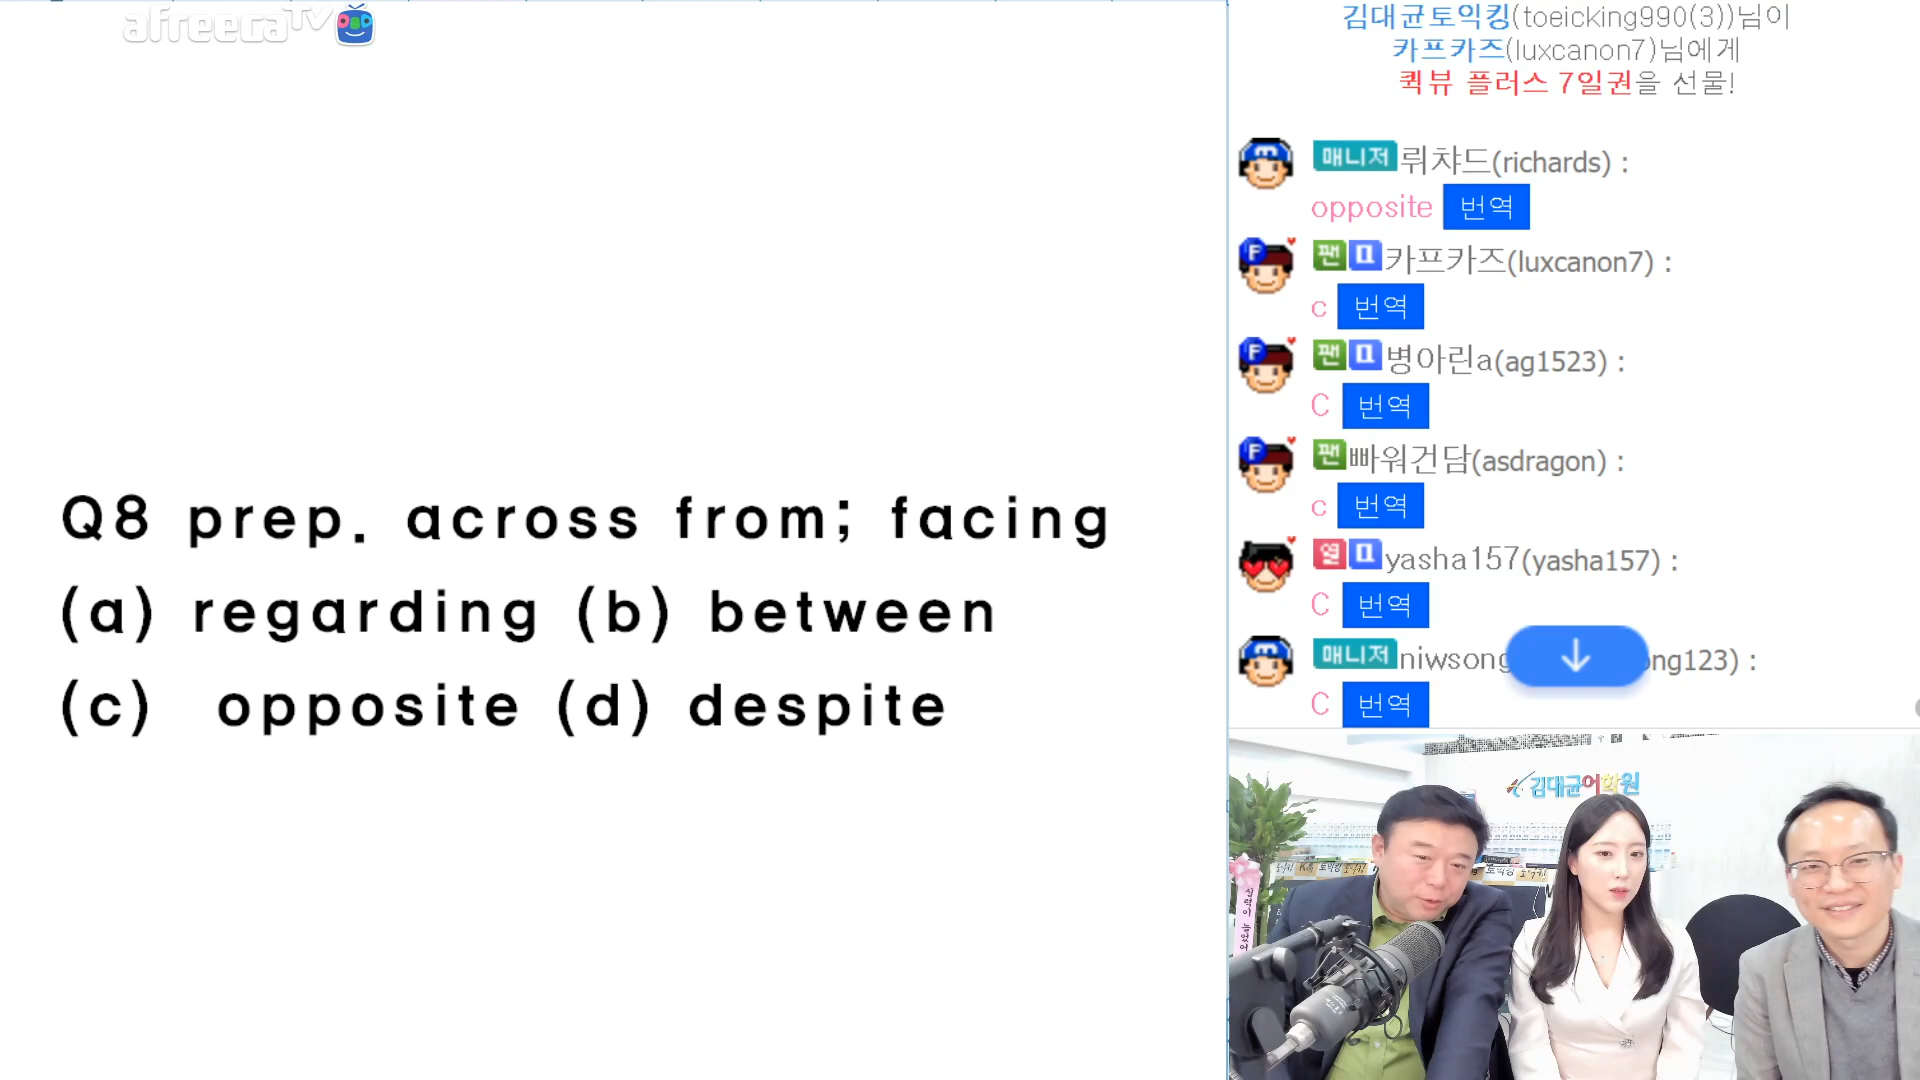 afreecaTV
Q8 prep. across from; facing
(a) regarding (b) between
(c) opposite (d) despite
김대균토익킹(toeicking990(3))님이
카프카즈(luxcanon7)님에게
퀵뷰 플러스 7일권을 선물!
매니저 뤼챠드(richards) :
opposite 번역
팬 카프카즈(luxcanon7) :
c 번역
팬 병아린a(ag1523) :
C 번역
팬 빠워건담(asdragon) :
c 번역
열 yasha157(yasha157) :
C 번역
매니저 niwsong ong123) :
C 번역
김대균어학원